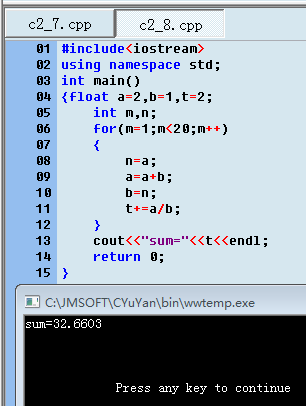 c2_7.cpp c2_8.cpp
01 #include<iostream>
02 using namespace std;
03 int main()
04 {float a=2,b=1,t=2;
05     int m,n;
06     for(m=1;m<20;m++)
07     {
08         n=a;
09         a=a+b;
10         b=n;
11         t+=a/b;
12     }
13     cout<<"sum="<<t<<endl;
14     return 0;
15 }
C:\JMSOFT\CYuYan\bin\wwtemp.exe
sum=32.6603
Press any key to continue